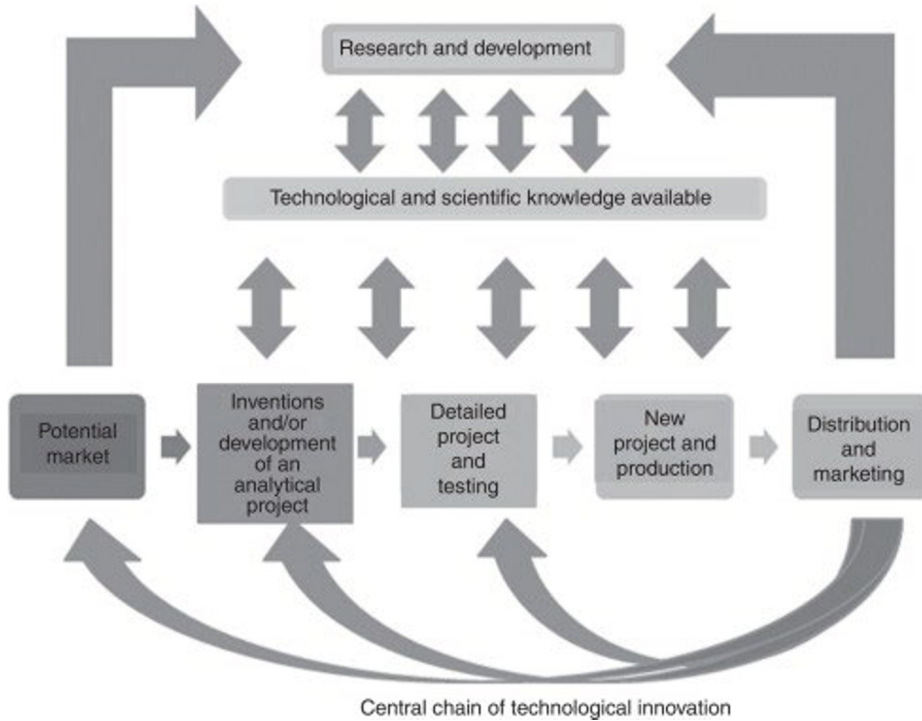 Research and development
Technological and scientific knowledge available
Potential
market
Inventions
and/or
development
of an
analytical
project
Detailed
project
and
testing
New
project and
production
Distribution
and
marketing
Central chain of technological innovation